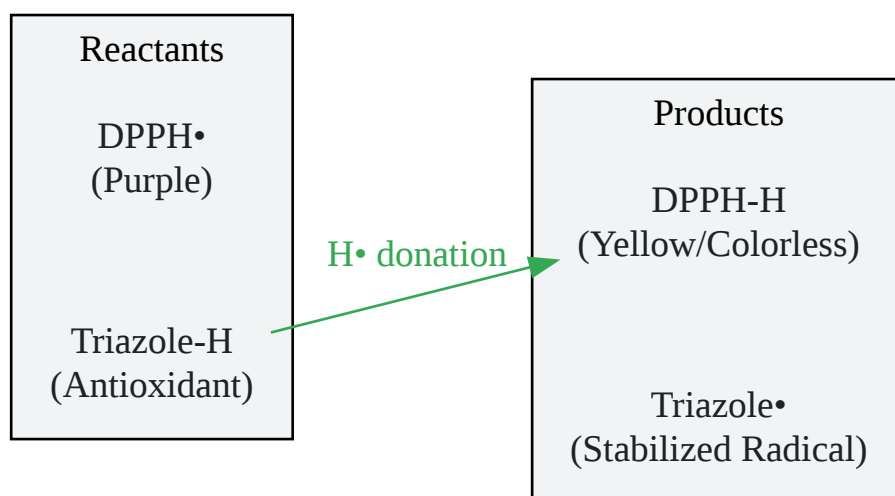 Reactants
DPPH•
(Purple)
Triazole-H
(Antioxidant)
H• donation
Products
DPPH-H
(Yellow/Colorless)
Triazole•
(Stabilized Radical)